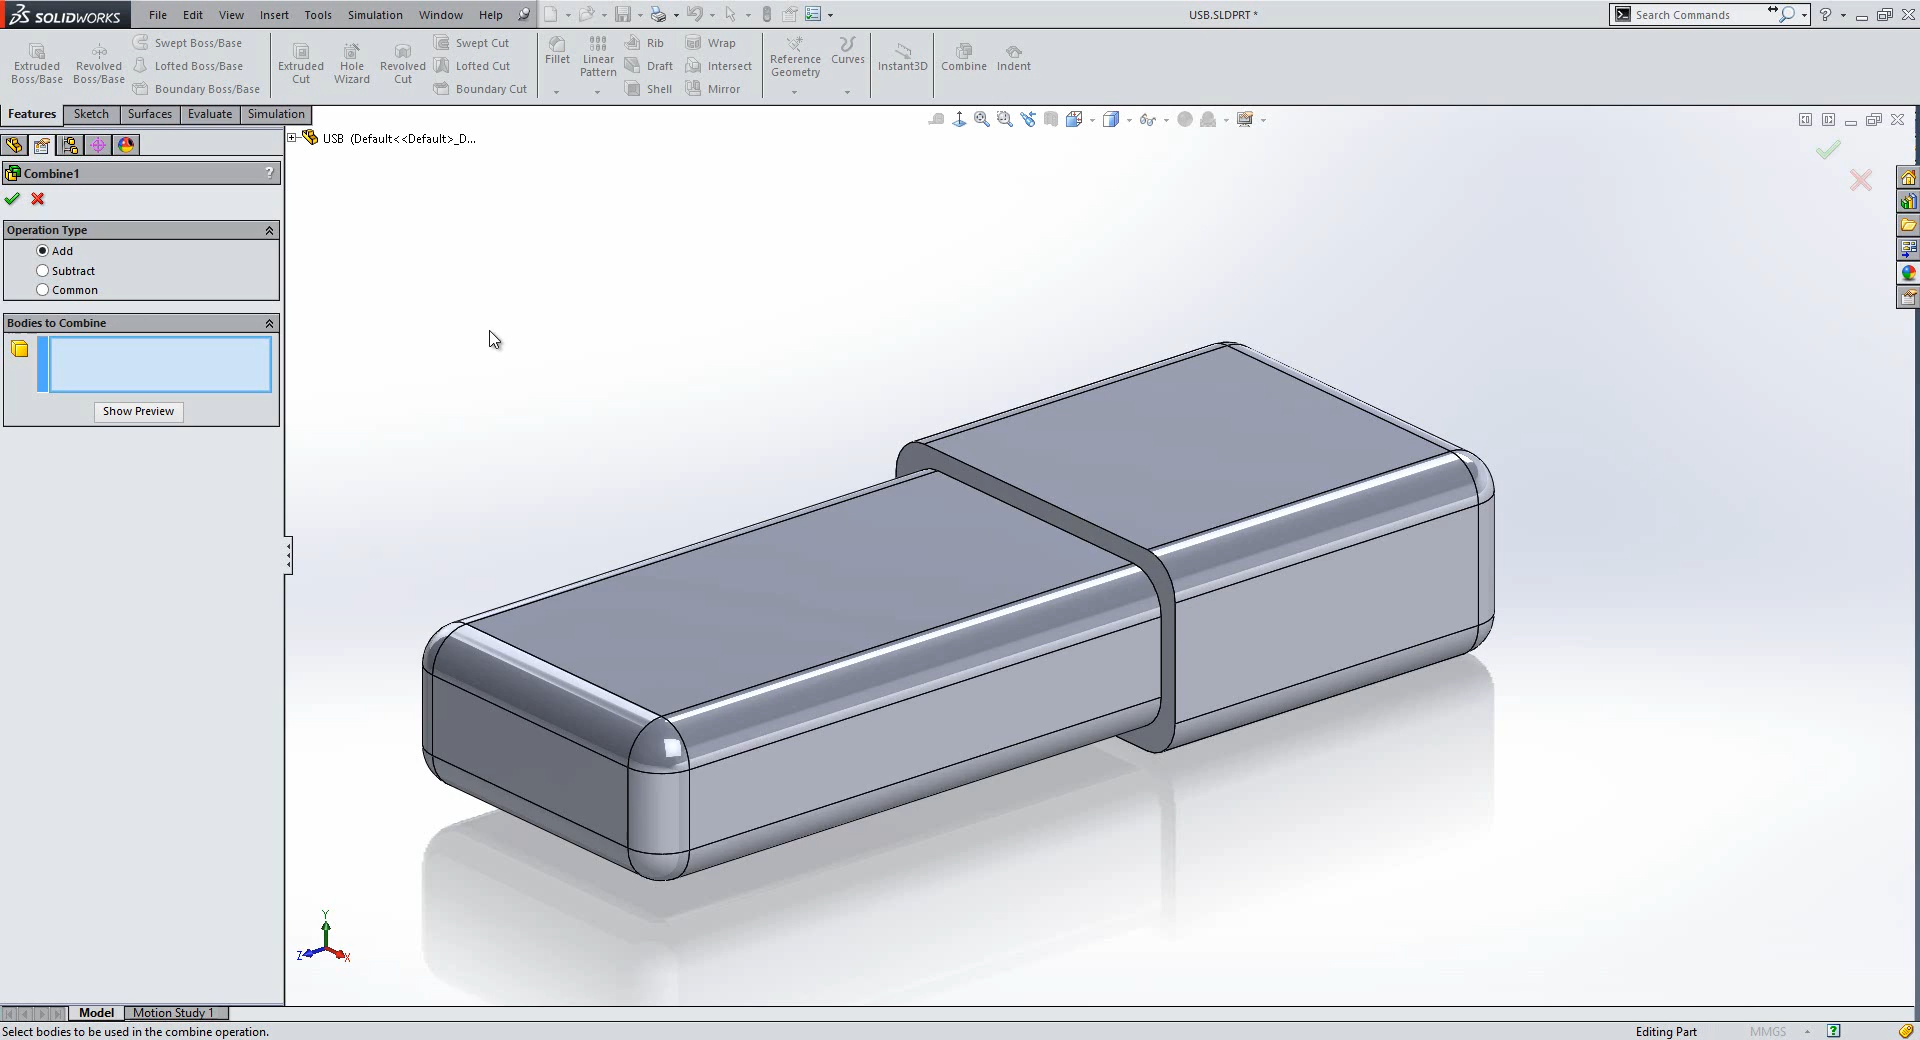 SOLIDWORKS File Edit View Insert Tools Simulation Window Help USB.SLDPRT * Search Commands ?
Extruded Boss/Base
Revolved Boss/Base
Swept Boss/Base
Lofted Boss/Base
Boundary Boss/Base
Extruded Cut
Hole Wizard
Revolved Cut
Swept Cut
Lofted Cut
Boundary Cut
Fillet
Linear Pattern
Rib
Draft
Shell
Wrap
Intersect
Mirror
Reference Geometry
Curves
Instant3D
Combine
Indent
Features Sketch Surfaces Evaluate Simulation
USB (Default<<Default>_D...
Combine1 ?
Operation Type
Add
Subtract
Common
Bodies to Combine
Show Preview
Y
Z
X
Model Motion Study 1
Select bodies to be used in the combine operation. Editing Part MMGS ?